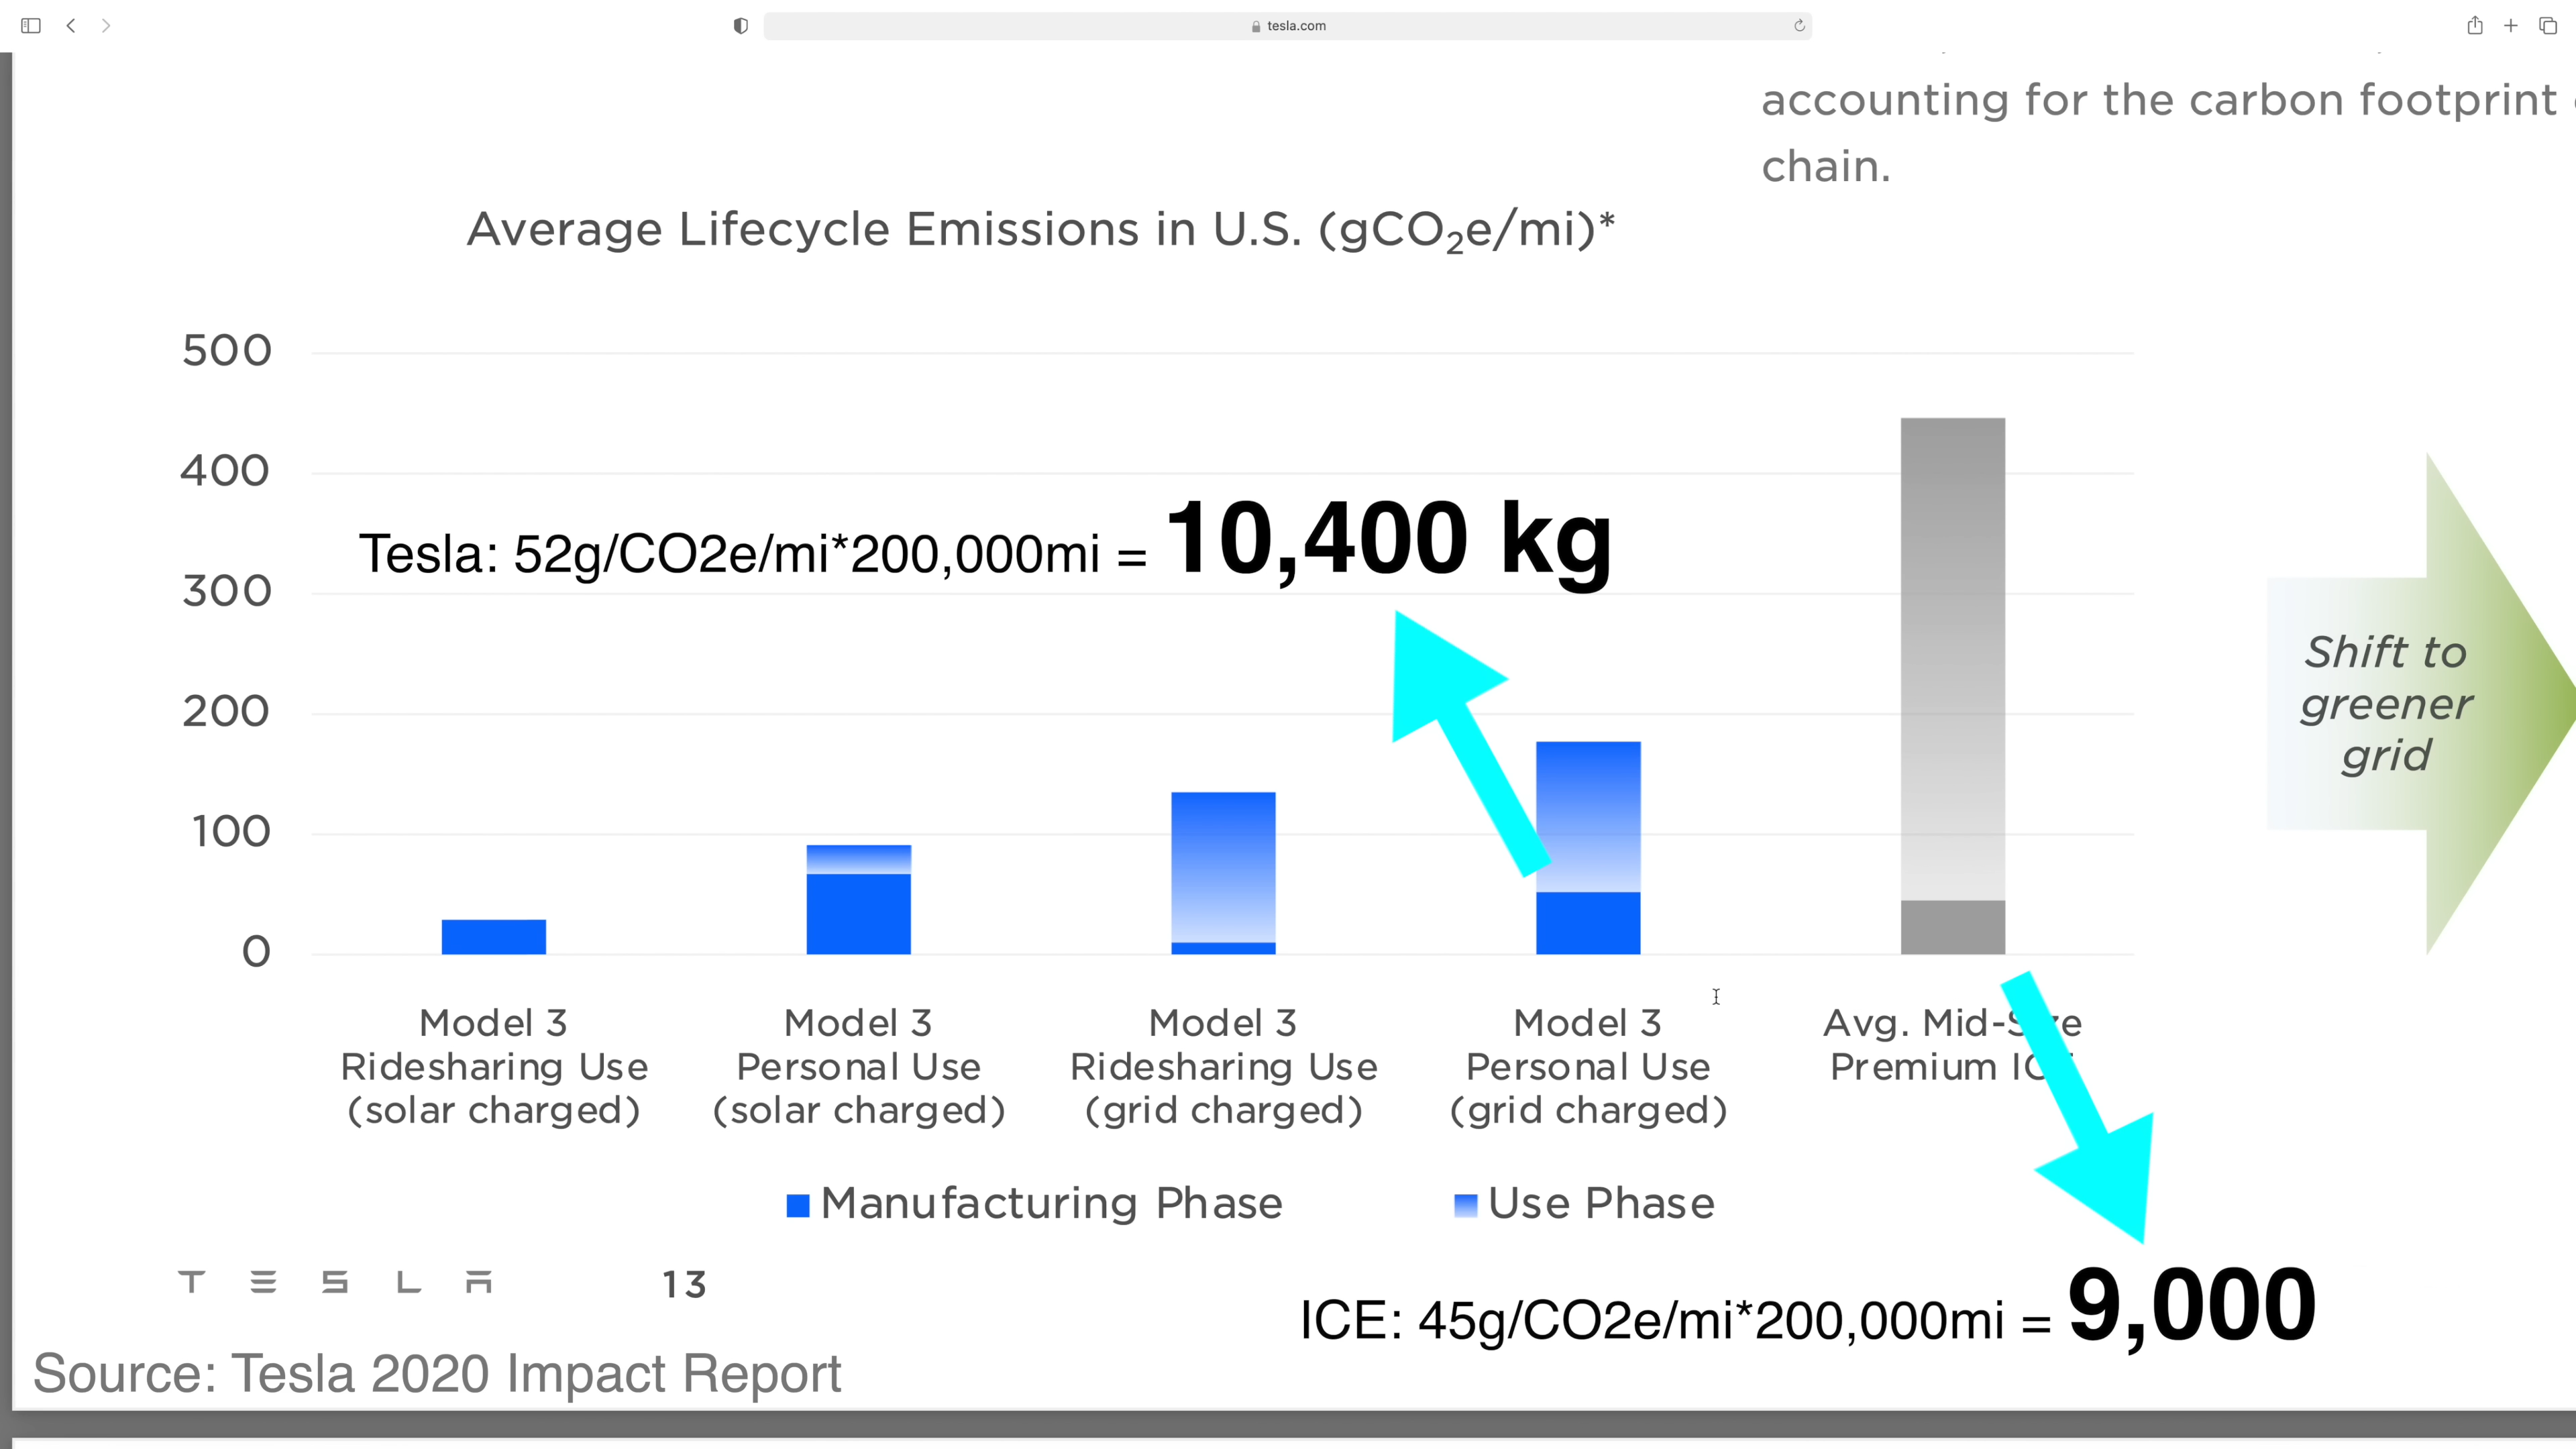 tesla.com
accounting for the carbon footprint
chain.
Average Lifecycle Emissions in U.S. (gCO₂e/mi)*
500
400
Tesla: 52g/CO2e/mi*200,000mi = 10,400 kg
300
200
100
0
Shift to
greener
grid
Model 3
Ridesharing Use
(solar charged)
Model 3
Personal Use
(solar charged)
Model 3
Ridesharing Use
(grid charged)
Model 3
Personal Use
(grid charged)
Avg. Mid-Size
Premium IC
Manufacturing Phase
Use Phase
TESLA
13
ICE: 45g/CO2e/mi*200,000mi = 9,000
Source: Tesla 2020 Impact Report